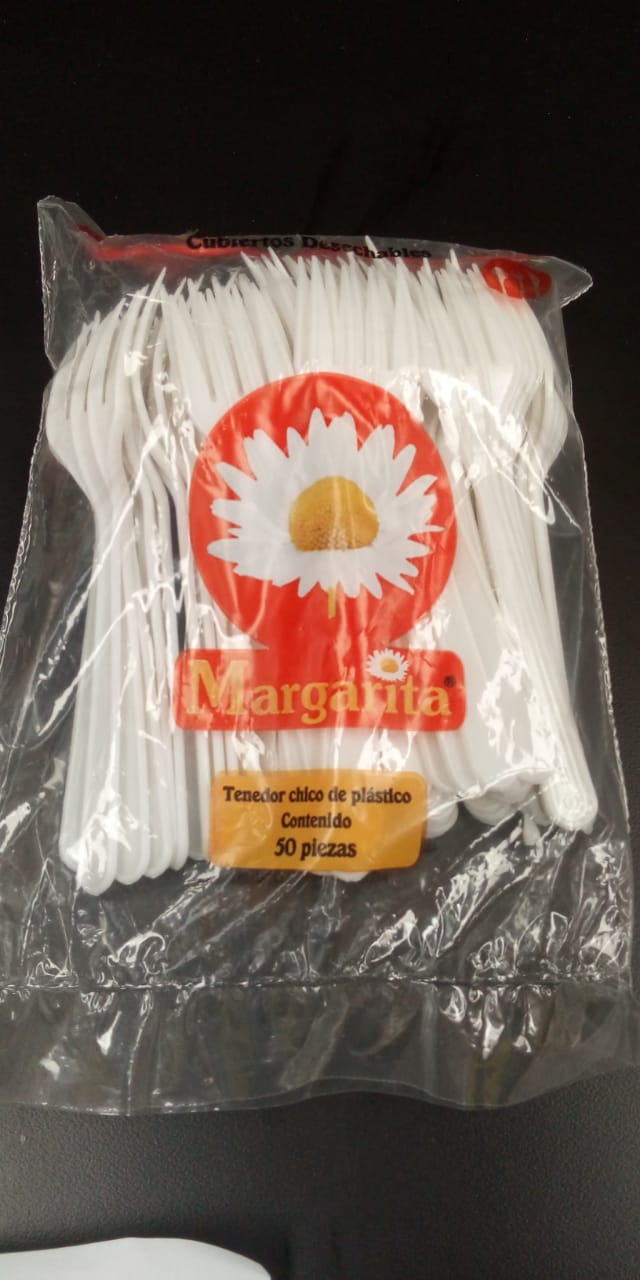 Cubiertos Desechables
Margarita®
Tenedor chico de plástico
Contenido
50 piezas